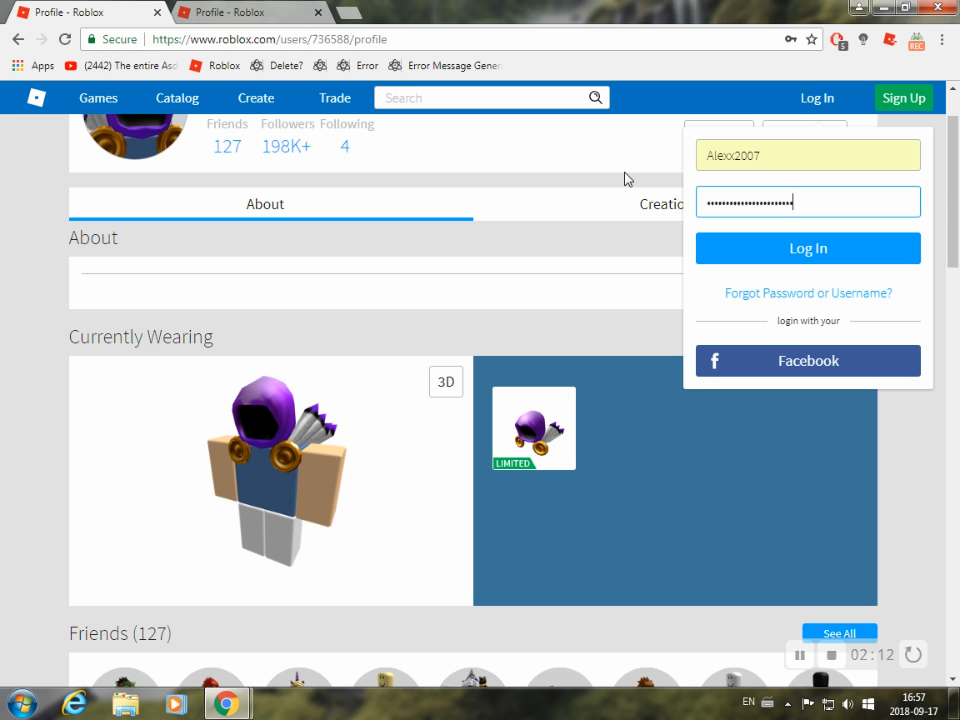 Profile - Roblox
Profile - Roblox
Secure
https://www.roblox.com/users/736588/profile
5
REC
Apps
(2442) The entire Asc
Roblox
Delete?
Error
Error Message Gener
Games
Catalog
Create
Trade
Search
Log In
Sign Up
Friends
Followers
Following
127
198K+
4
Alexx2007
Log In
Forgot Password or Username?
login with your
f
Facebook
About
Creatio
About
Currently Wearing
3D
LIMITED
Friends (127)
See All
02:12
EN
16:57
2018-09-17